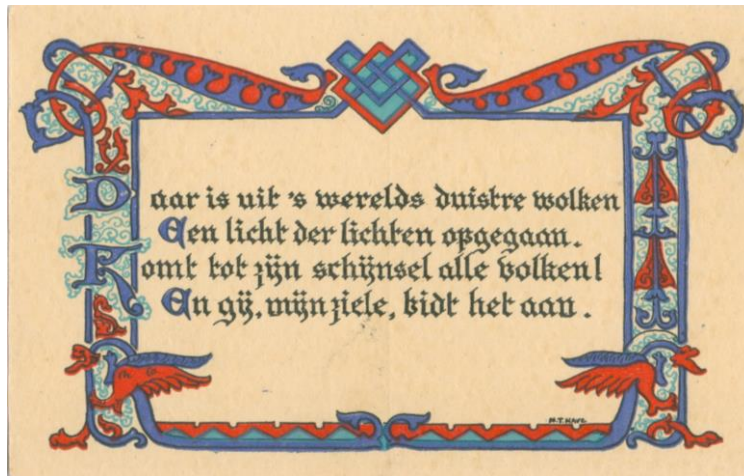 Daar is uit 's werelds duistre wolken
Een licht der lichten opgegaan.
Komt tot zijn schijnsel alle volken!
En gij, mijn ziele, bidt het aan.